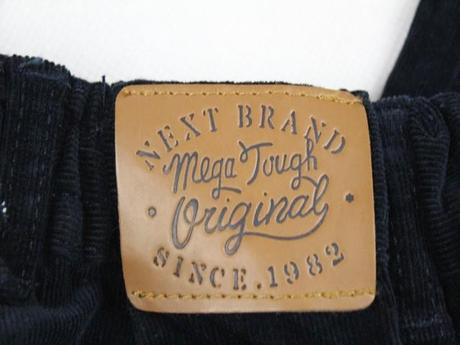 NEXT BRAND
Mega Tough
Original
SINCE.1982